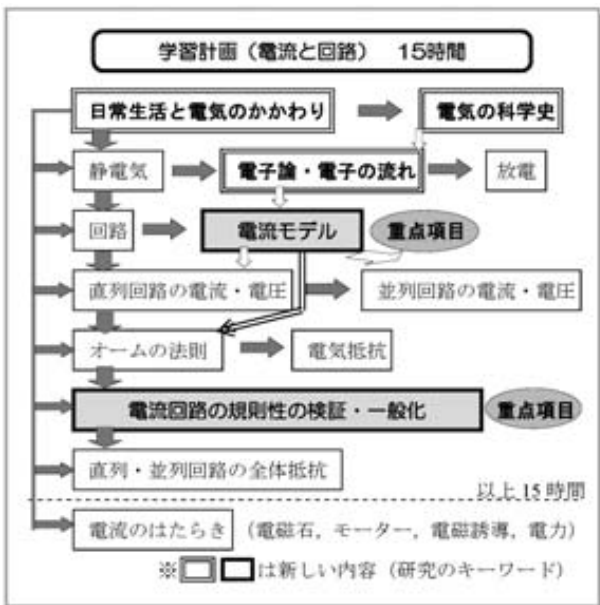 学習計画（電流と回路） 15時間
日常生活と電気のかかわり 電気の科学史
静電気 電子論・電子の流れ 放電
回路 電流モデル 重点項目
直列回路の電流・電圧 並列回路の電流・電圧
オームの法則 電気抵抗
電流回路の規則性の検証・一般化 重点項目
直列・並列回路の全体抵抗
以上15時間
電流のはたらき（電磁石，モーター，電磁誘導，電力）
※ は新しい内容（研究のキーワード）